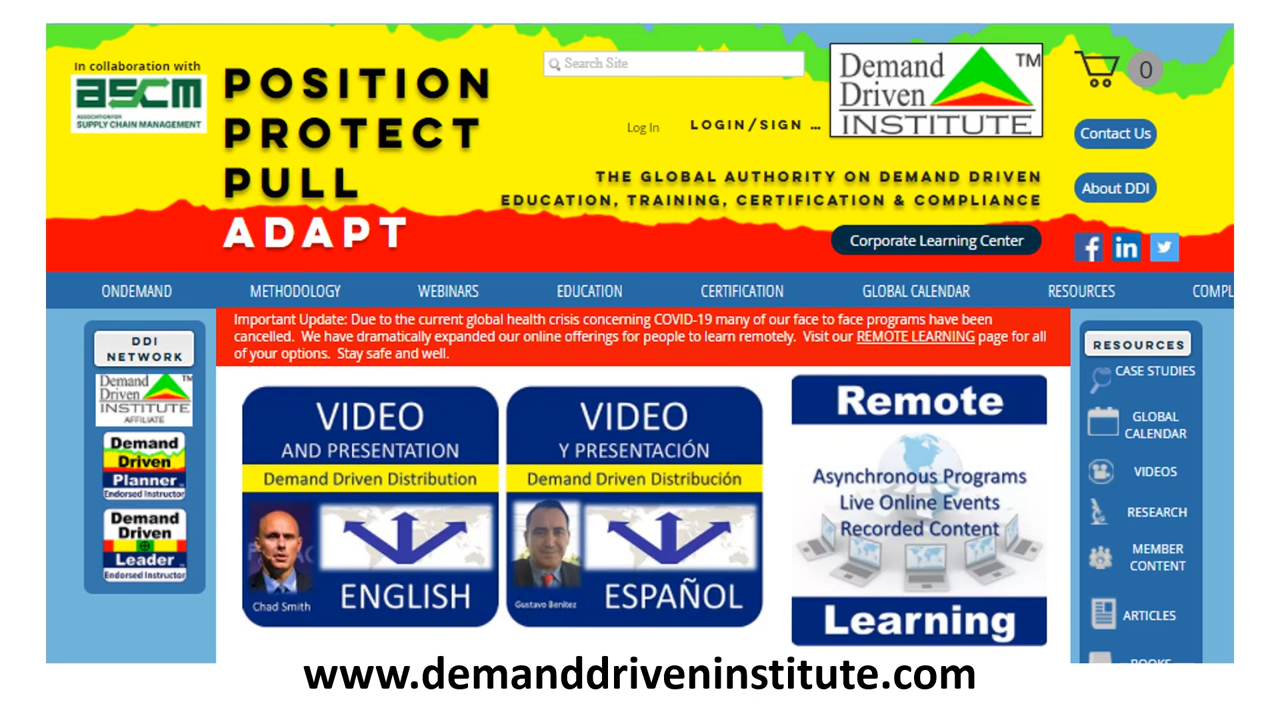 In collaboration with
ascm
ASSOCIATION FOR
SUPPLY CHAIN MANAGEMENT
POSITION
PROTECT
PULL
ADAPT
Search Site
Log In
LOGIN/SIGN ...
Demand
Driven
INSTITUTE
TM
0
Contact Us
About DDI
THE GLOBAL AUTHORITY ON DEMAND DRIVEN
EDUCATION, TRAINING, CERTIFICATION & COMPLIANCE
Corporate Learning Center
f in
ONDEMAND METHODOLOGY WEBINARS EDUCATION CERTIFICATION GLOBAL CALENDAR RESOURCES COMPL
Important Update: Due to the current global health crisis concerning COVID-19 many of our face to face programs have been
cancelled. We have dramatically expanded our online offerings for people to learn remotely. Visit our REMOTE LEARNING page for all
of your options. Stay safe and well.
DDI
NETWORK
Demand TM
Driven
INSTITUTE
AFFILIATE
Demand
Driven
Planner
Endorsed Instructor
Demand
Driven
Leader
Endorsed Instructor
VIDEO
AND PRESENTATION
Demand Driven Distribution
Chad Smith
ENGLISH
VIDEO
Y PRESENTACIÓN
Demand Driven Distribución
Gustavo Benitez
ESPAÑOL
Remote
Asynchronous Programs
Live Online Events
Recorded Content
Learning
RESOURCES
CASE STUDIES
GLOBAL
CALENDAR
VIDEOS
RESEARCH
MEMBER
CONTENT
ARTICLES
BOOKS
www.demanddriveninstitute.com